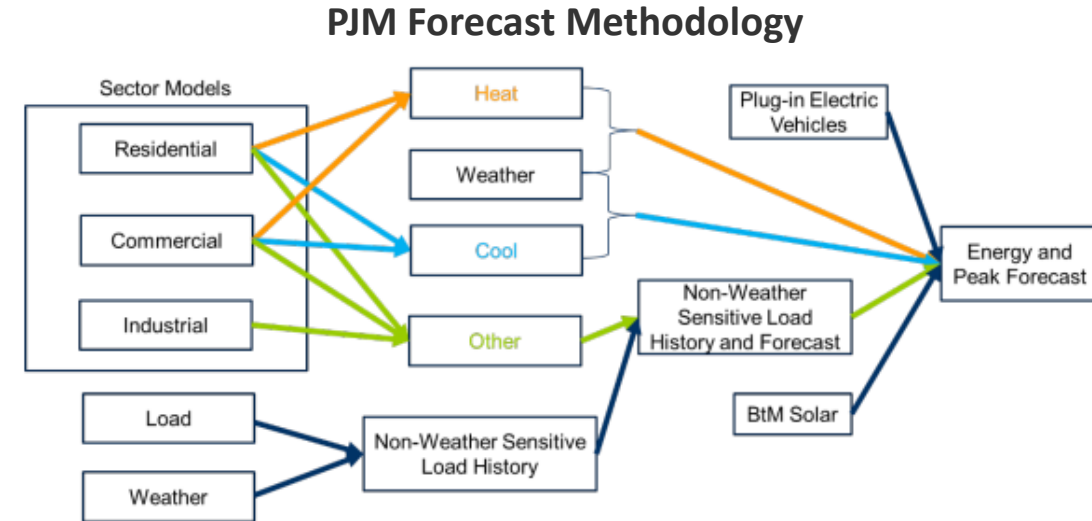 PJM Forecast Methodology
Sector Models
Residential
Commercial
Industrial
Load
Weather
Heat
Weather
Cool
Other
Non-Weather Sensitive
Load History
Non-Weather
Sensitive Load
History and Forecast
Plug-in Electric
Vehicles
BtM Solar
Energy and
Peak Forecast